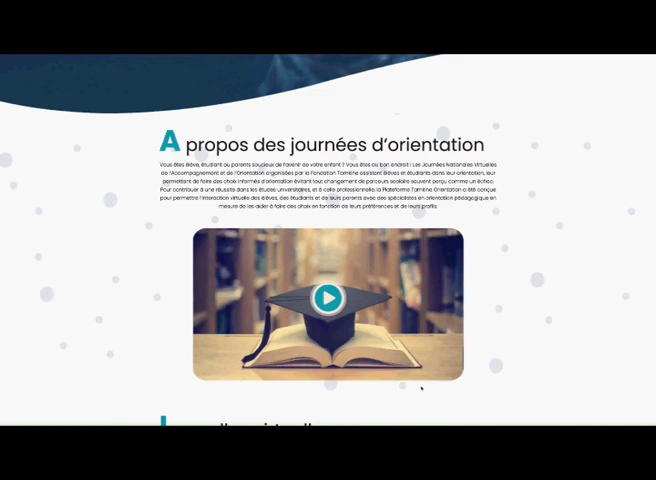 A propos des journées d'orientation
Vous êtes élève, étudiant ou parents soucieux de l'avenir de votre enfant ? Vous êtes au bon endroit ! Les Journées Nationales Virtuelles
de l'Accompagnement et de l'Orientation organisées par la Fondation Tamkine assistent élèves et étudiants dans leur orientation, leur
permettant de faire des choix informés d'orientation évitant tout changement de parcours scolaire souvent perçu comme un échec.
Pour contribuer à une réussite dans les études universitaires, et à celle professionnelle, la Plateforme Tamkine Orientation a été conçue
pour permettre l'interaction virtuelle des élèves, des étudiants et de leurs parents avec des spécialistes en orientation pédagogique en
mesure de les aider à faire des choix en fonction de leurs préférences et de leurs profils.